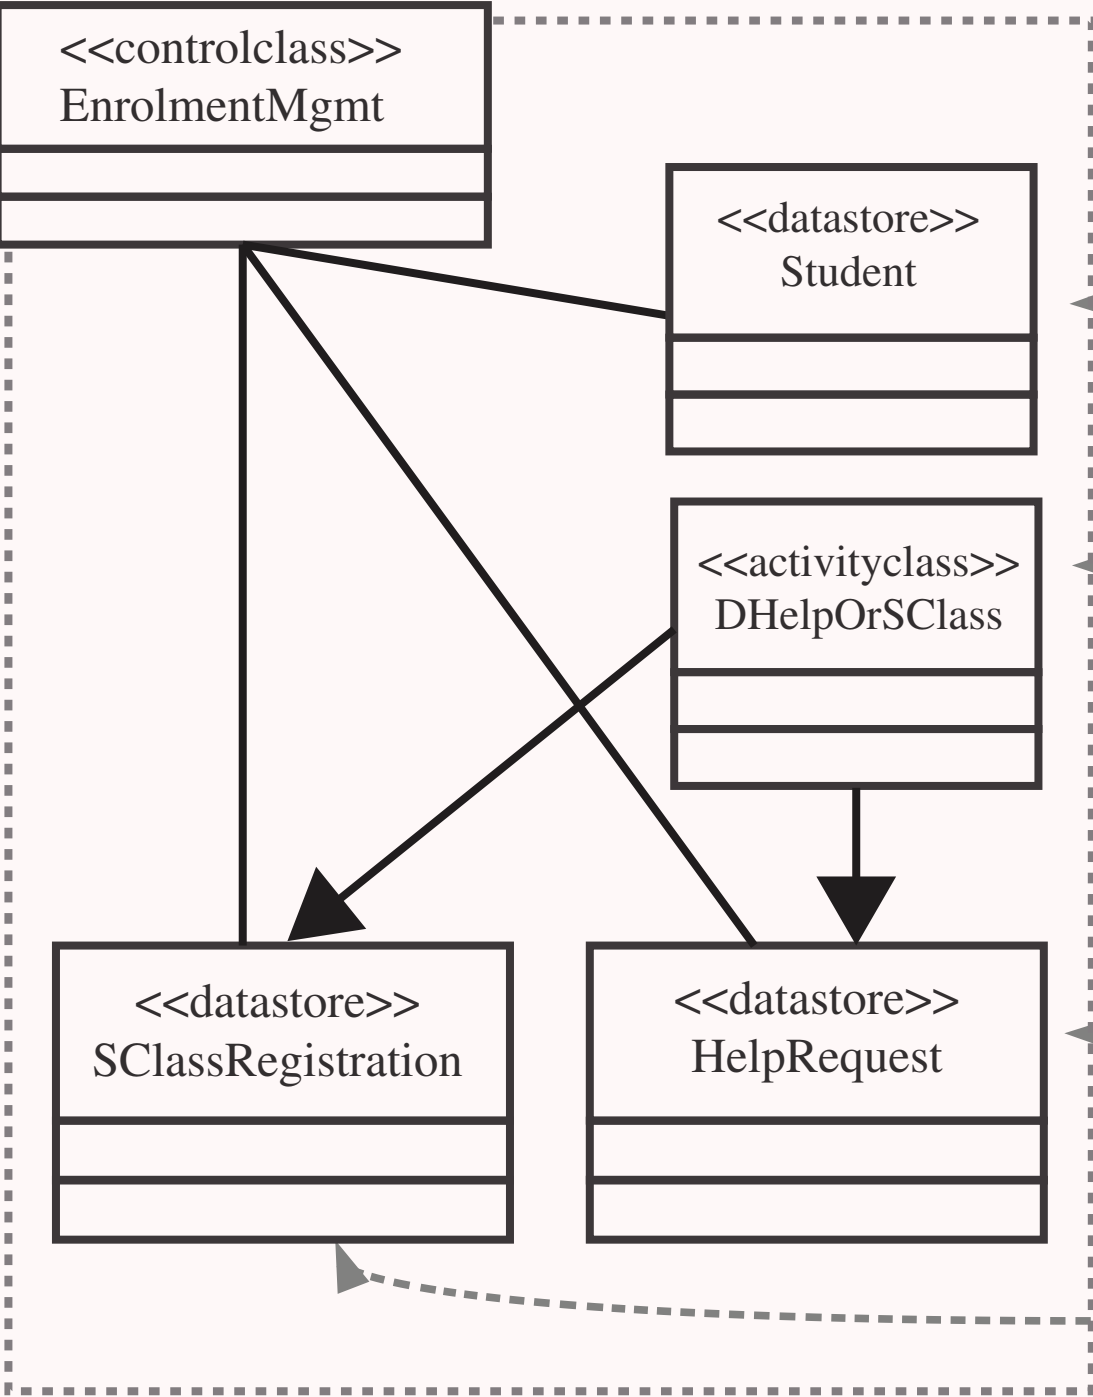 <<controlclass>>
EnrolmentMgmt
<<datastore>>
Student
<<activityclass>>
DHelpOrSClass
<<datastore>>
SClassRegistration
<<datastore>>
HelpRequest